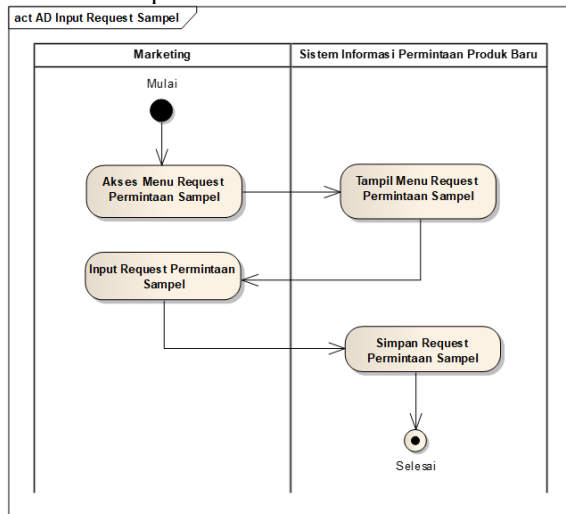 act AD Input Request Sampel
Marketing
Sistem Informasi Permintaan Produk Baru
Mulai
Akses Menu Request
Permintaan Sampel
Tampil Menu Request
Permintaan Sampel
Input Request Permintaan
Sampel
Simpan Request
Permintaan Sampel
Selesai